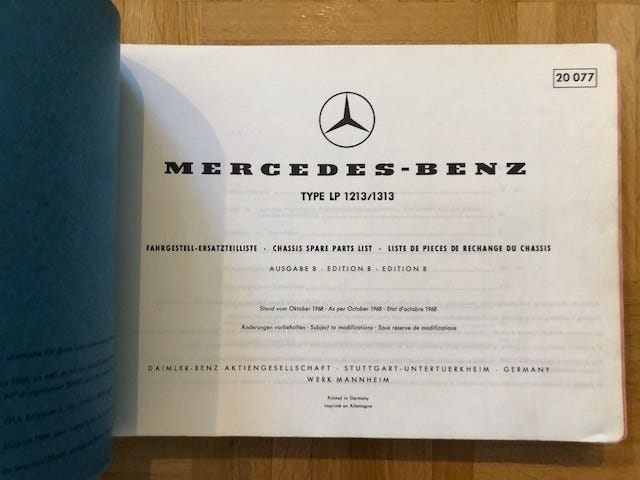 20 077
MERCEDES-BENZ
TYPE LP 1213/1313
FAHRGESTELL-ERSATZTEILLISTE · CHASSIS SPARE PARTS LIST · LISTE DE PIECES DE RECHANGE DU CHASSIS
AUSGABE B · EDITION B · EDITION B
Stand vom Oktober 1968 · As per October 1968 · Etat d'octobre 1968
Änderungen vorbehalten · Subject to modifications · Sous réserve de modifications
DAIMLER-BENZ AKTIENGESELLSCHAFT · STUTTGART-UNTERTUERKHEIM · GERMANY
WERK MANNHEIM
Printed in Germany
Imprimé en Allemagne